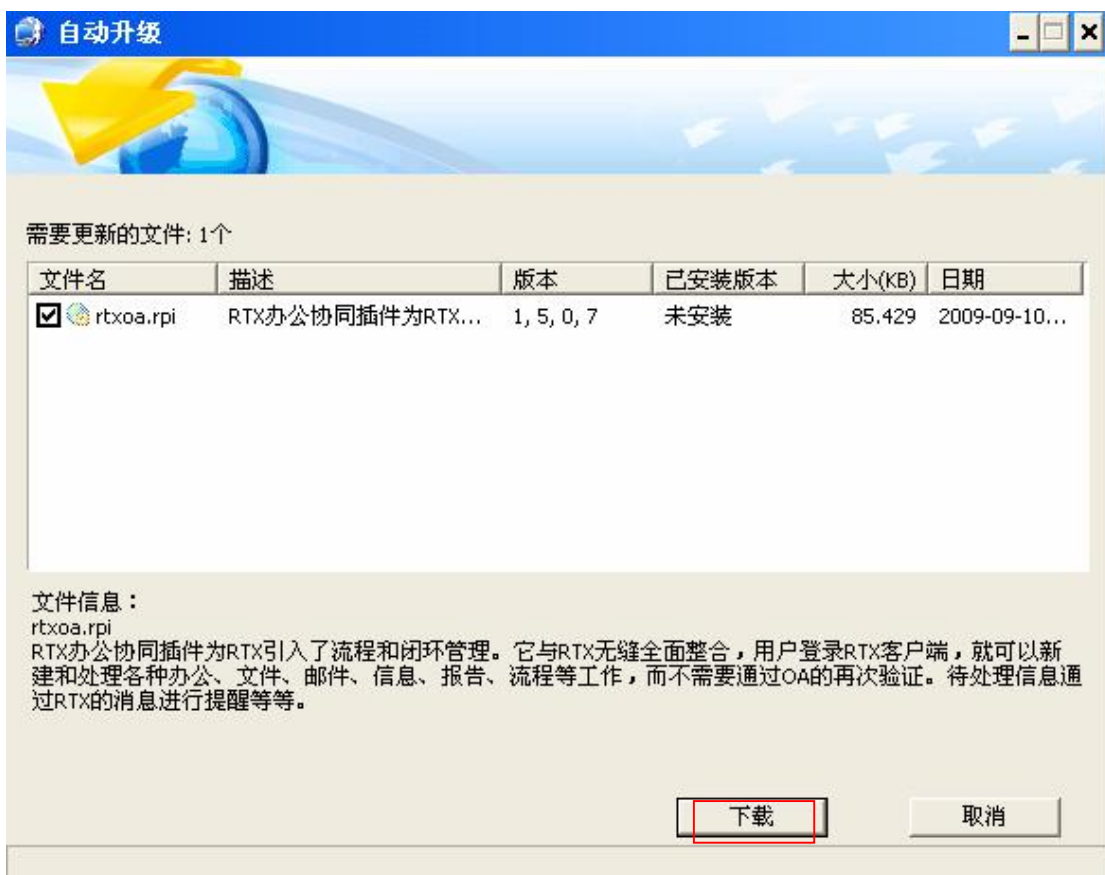 自动升级
需要更新的文件: 1个
文件名 描述 版本 已安装版本 大小(KB) 日期
rtxoa.rpi RTX办公协同插件为RTX... 1, 5, 0, 7 未安装 85.429 2009-09-10...
文件信息：
rtxoa.rpi
RTX办公协同插件为RTX引入了流程和闭环管理。它与RTX无缝全面整合，用户登录RTX客户端，就可以新
建和处理各种办公、文件、邮件、信息、报告、流程等工作，而不需要通过OA的再次验证。待处理信息通
过RTX的消息进行提醒等等。
下载 取消